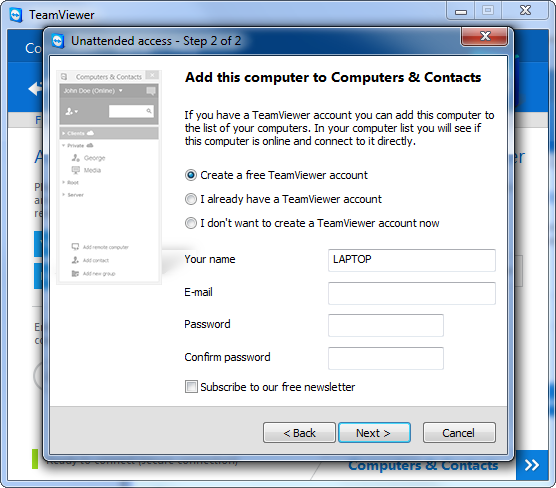 TeamViewer
Unattended access - Step 2 of 2
Computers & Contacts
John Doe (Online)
Clients
Private
George
Media
Root
Server
Add remote computer
Add contact
Add new group
Add this computer to Computers & Contacts
If you have a TeamViewer account you can add this computer to
the list of your computers. In your computer list you will see if
this computer is online and connect to it directly.
Create a free TeamViewer account
I already have a TeamViewer account
I don't want to create a TeamViewer account now
Your name
LAPTOP
E-mail
Password
Confirm password
Subscribe to our free newsletter
< Back
Next >
Cancel
Ready to connect (secure connection)
Computers & Contacts